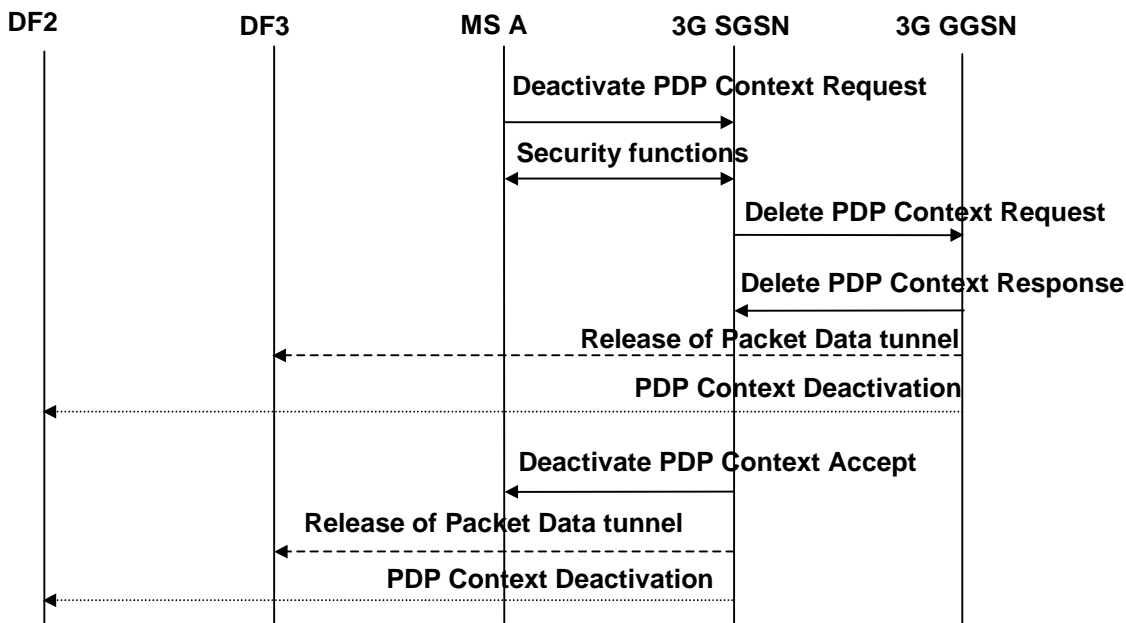 DF2
DF3
MS A
3G SGSN
3G GGSN
Deactivate PDP Context Request
Security functions
Delete PDP Context Request
Delete PDP Context Response
Release of Packet Data tunnel
PDP Context Deactivation
Deactivate PDP Context Accept
Release of Packet Data tunnel
PDP Context Deactivation